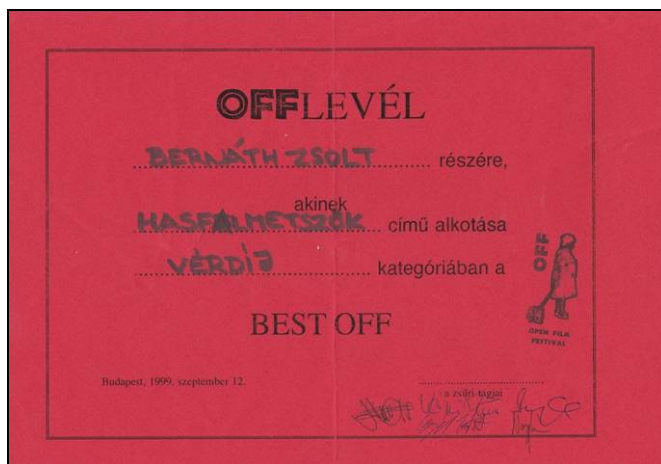 OFFLEVÉL
BERNÁTH ZSOLT részére,
akinek
HASFALMETSZŐK című alkotása
VÉRDÍJ kategóriában a
BEST OFF
OFF
OPEN FILM
FESTIVAL
Budapest, 1999. szeptember 12.
a zsűri tagjai